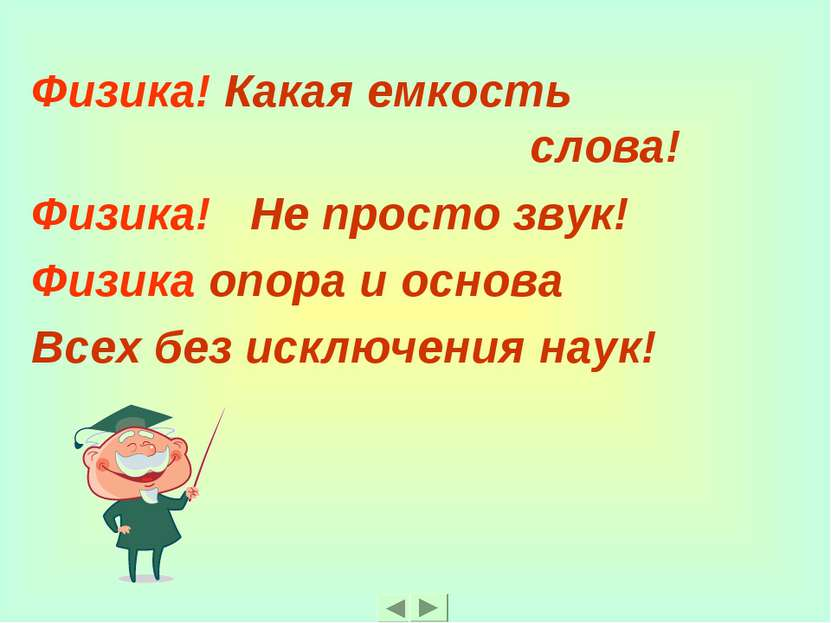 Физика! Какая емкость
слова!
Физика! Не просто звук!
Физика опора и основа
Всех без исключения наук!